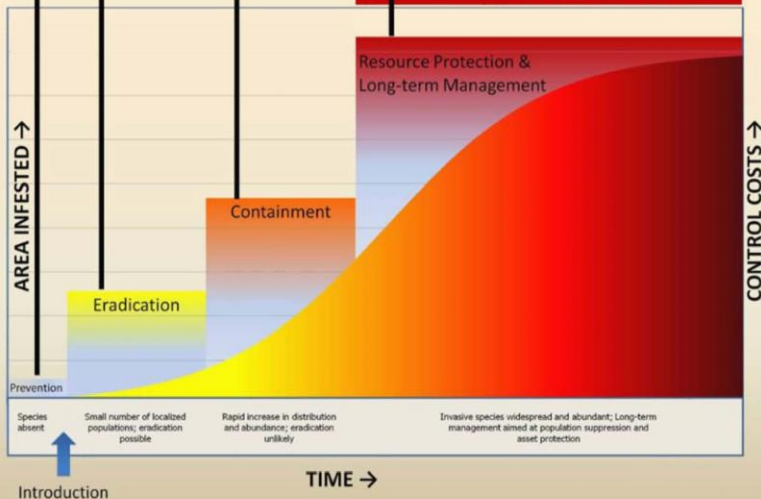 Resource Protection &
Long-term Management
AREA INFESTED →
CONTROL COSTS →
Containment
Eradication
Prevention
Species
absent
Small number of localized
populations; eradication
possible
Rapid increase in distribution
and abundance; eradication
unlikely
Invasive species widespread and abundant; Long-term
management aimed at population suppression and
asset protection
TIME →
Introduction